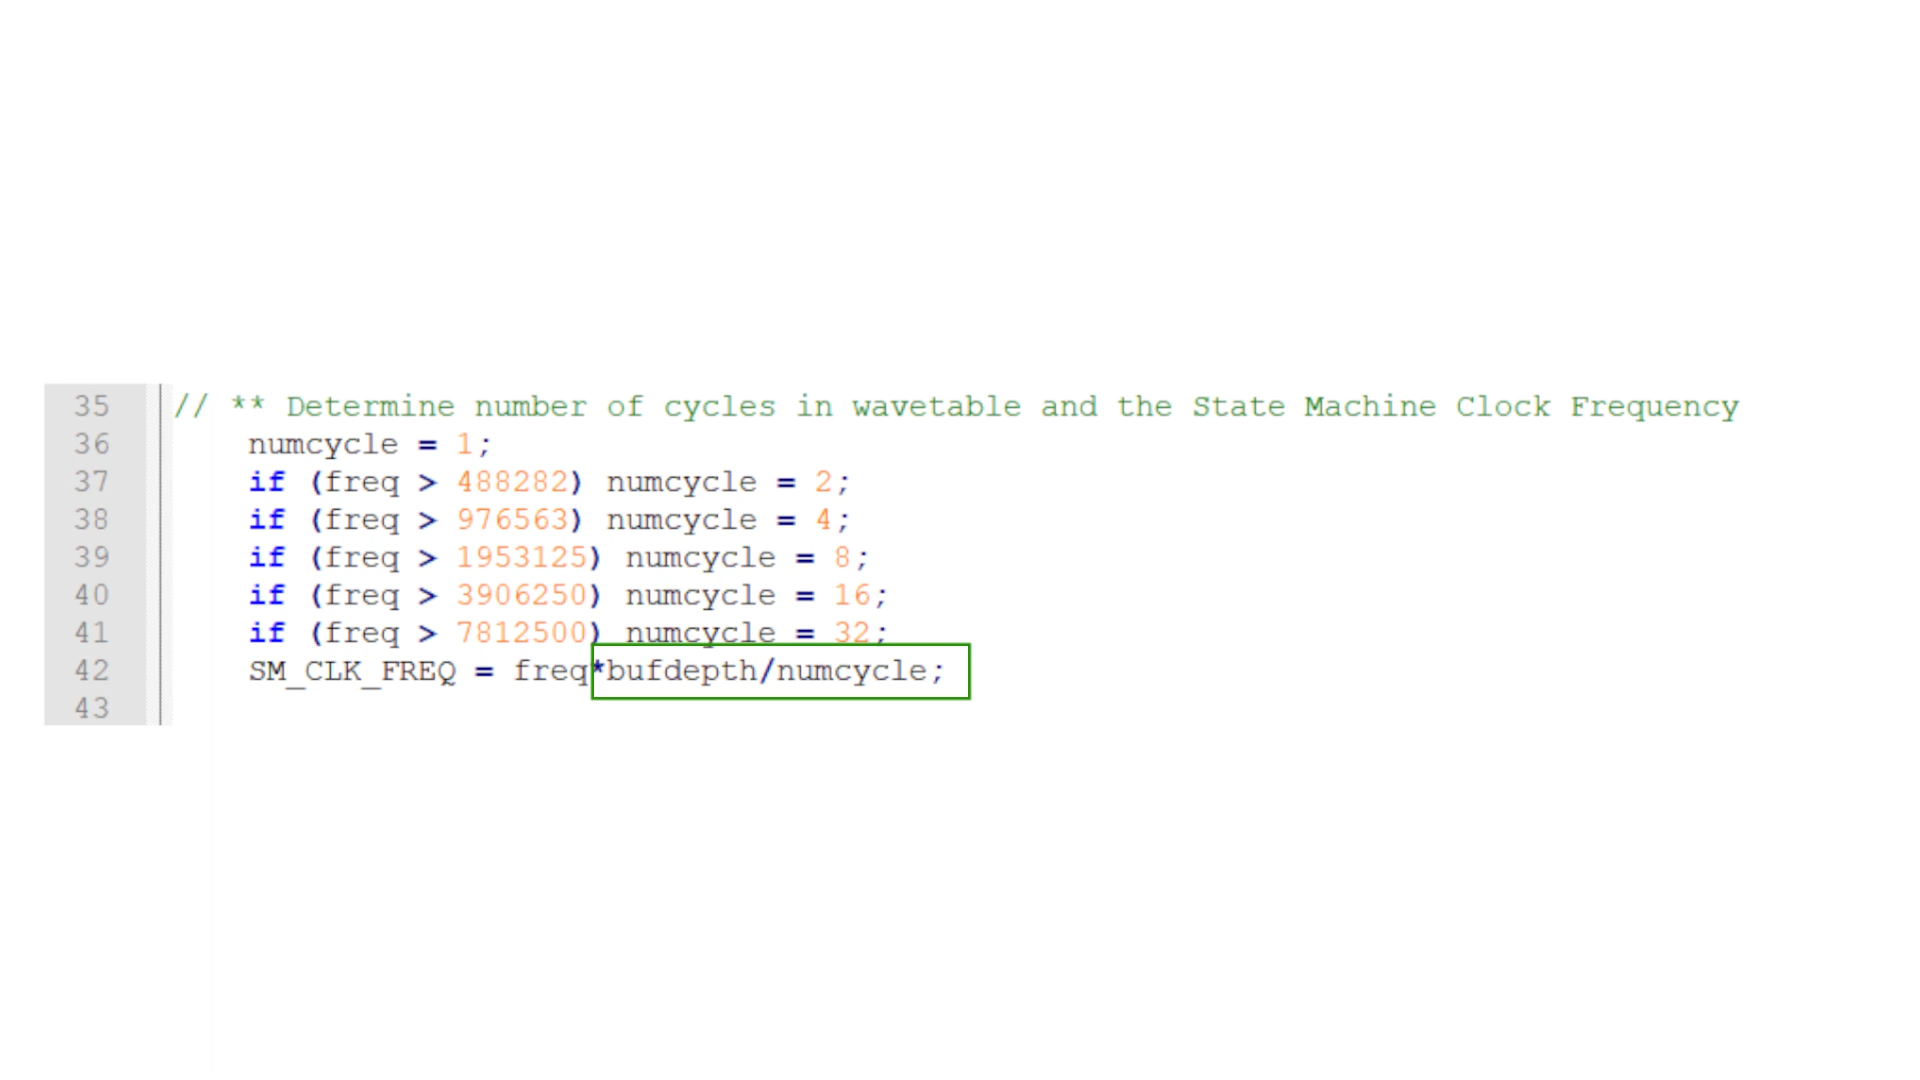 35 // ** Determine number of cycles in wavetable and the State Machine Clock Frequency
36 numcycle = 1;
37 if (freq > 488282) numcycle = 2;
38 if (freq > 976563) numcycle = 4;
39 if (freq > 1953125) numcycle = 8;
40 if (freq > 3906250) numcycle = 16;
41 if (freq > 7812500) numcycle = 32;
42 SM_CLK_FREQ = freq*bufdepth/numcycle;
43